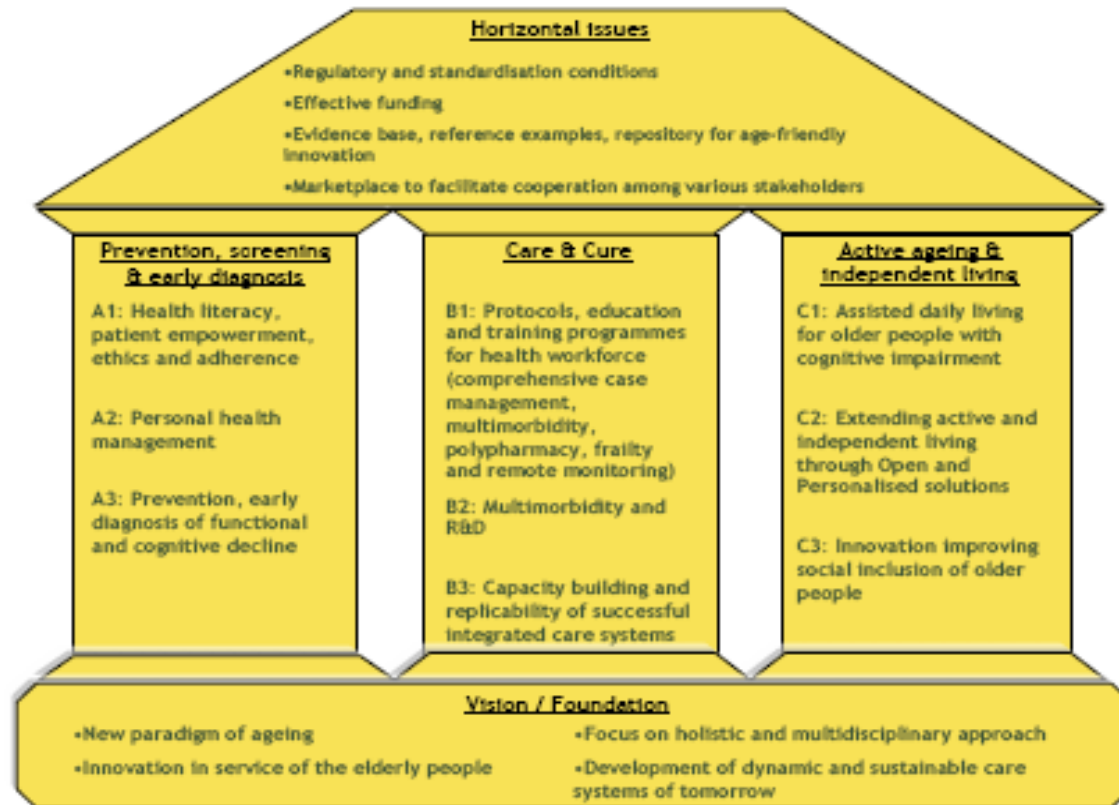 Horizontal issues
•Regulatory and standardisation conditions
•Effective funding
•Evidence base, reference examples, repository for age-friendly
innovation
•Marketplace to facilitate cooperation among various stakeholders
Prevention, screening
& early diagnosis
A1: Health literacy,
patient empowerment,
ethics and adherence
A2: Personal health
management
A3: Prevention, early
diagnosis of functional
and cognitive decline
Care & Cure
B1: Protocols, education
and training programmes
for health workforce
(comprehensive case
management,
multimorbidity,
polypharmacy, frailty
and remote monitoring)
B2: Multimorbidity and
R&D
B3: Capacity building and
replicability of successful
integrated care systems
Active ageing &
independent living
C1: Assisted daily living
for older people with
cognitive impairment
C2: Extending active and
independent living
through Open and
Personalised solutions
C3: Innovation improving
social inclusion of older
people
Vision / Foundation
•New paradigm of ageing
•Innovation in service of the elderly people
•Focus on holistic and multidisciplinary approach
•Development of dynamic and sustainable care
systems of tomorrow